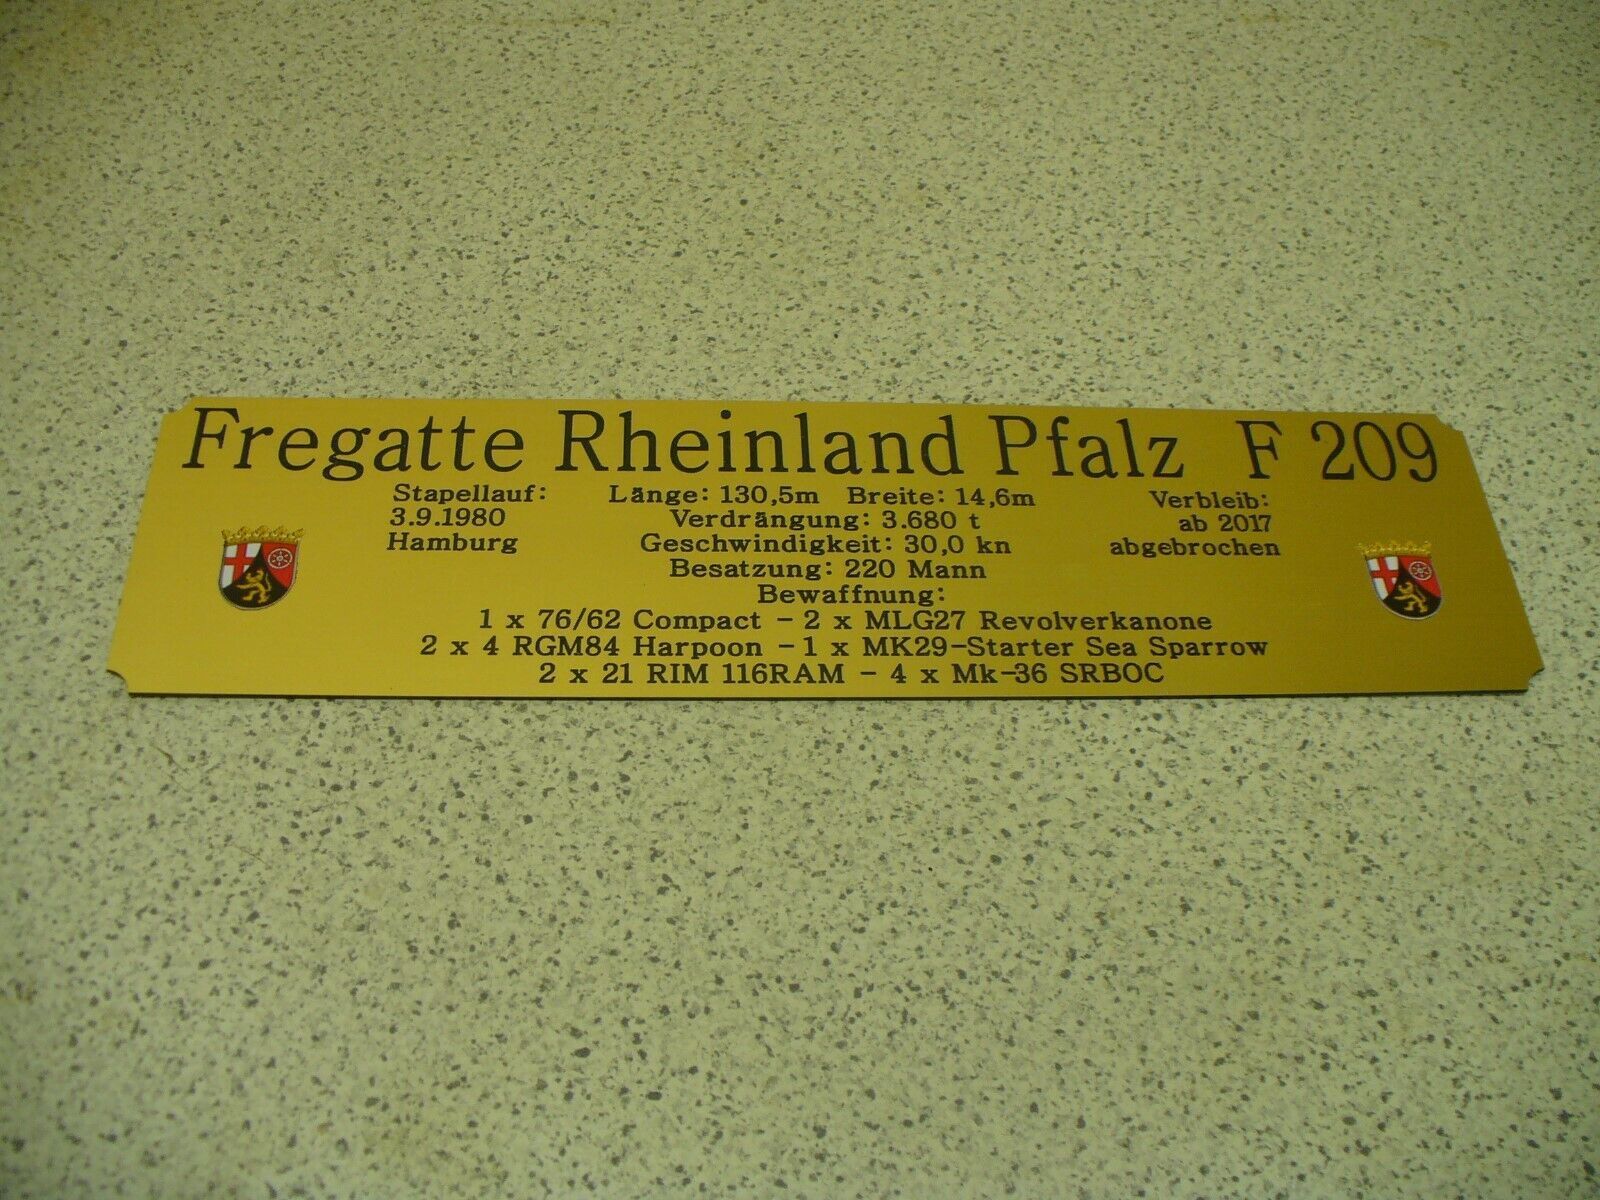 Fregatte Rheinland Pfalz F 209
Stapellauf:
3.9.1980
Hamburg
Länge: 130,5m Breite: 14,6m
Verdrängung: 3.680 t
Geschwindigkeit: 30,0 kn
Besatzung: 220 Mann
Verbleib:
ab 2017
abgebrochen
Bewaffnung:
1 x 76/62 Compact - 2 x MLG27 Revolverkanone
2 x 4 RGM84 Harpoon - 1 x MK29-Starter Sea Sparrow
2 x 21 RIM 116RAM - 4 x Mk-36 SRBOC